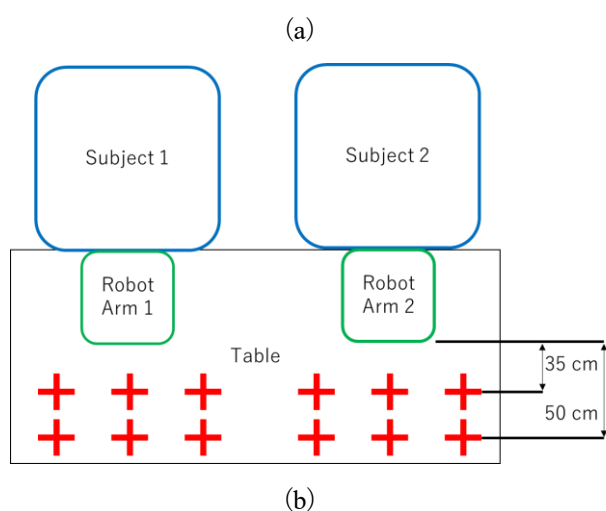 (a)
Subject 1
Subject 2
Robot
Arm 1
Robot
Arm 2
Table
35 cm
50 cm
(b)